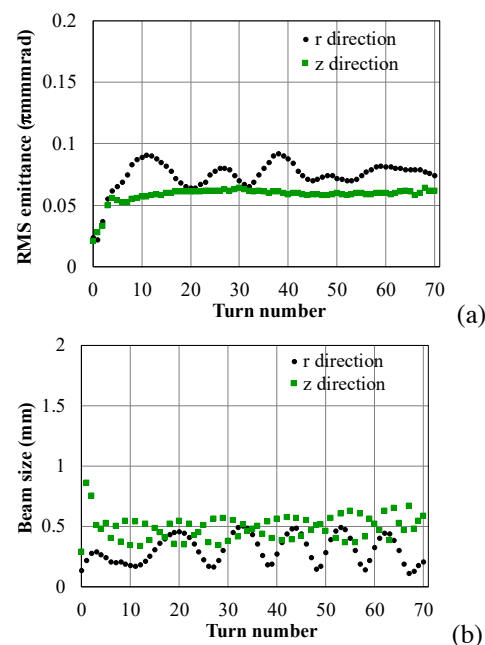 0.2
r direction
z direction
0.15
0.1
0.05
0
0 10 20 30 40 50 60 70
RMS emittance (πmmmrad)
Turn number
(a)
2
r direction
z direction
1.5
1
0.5
0
0 10 20 30 40 50 60 70
Beam size (mm)
Turn number
(b)